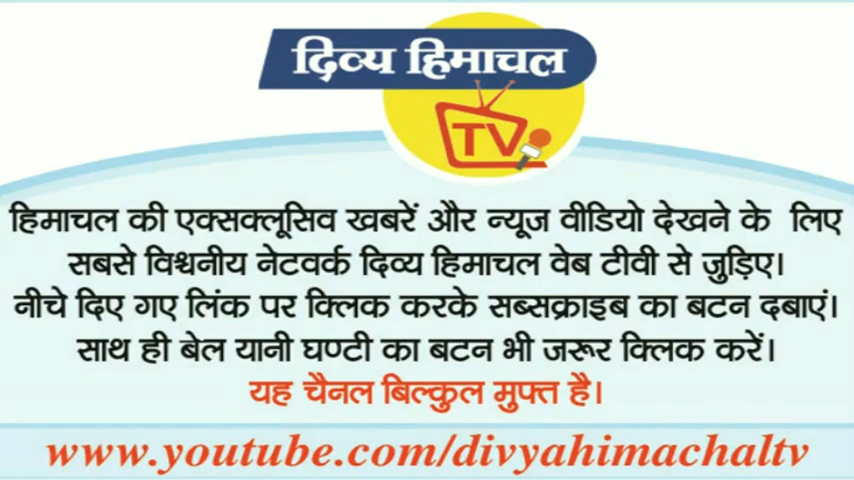 दिव्य हिमाचल
TV
हिमाचल की एक्सक्लूसिव खबरें और न्यूज वीडियो देखने के लिए
सबसे विश्वनीय नेटवर्क दिव्य हिमाचल वेब टीवी से जुड़िए।
नीचे दिए गए लिंक पर क्लिक करके सब्सक्राइब का बटन दबाएं।
साथ ही बेल यानी घण्टी का बटन भी जरूर क्लिक करें।
यह चैनल बिल्कुल मुफ्त है।
www.youtube.com/divyahimachaltv